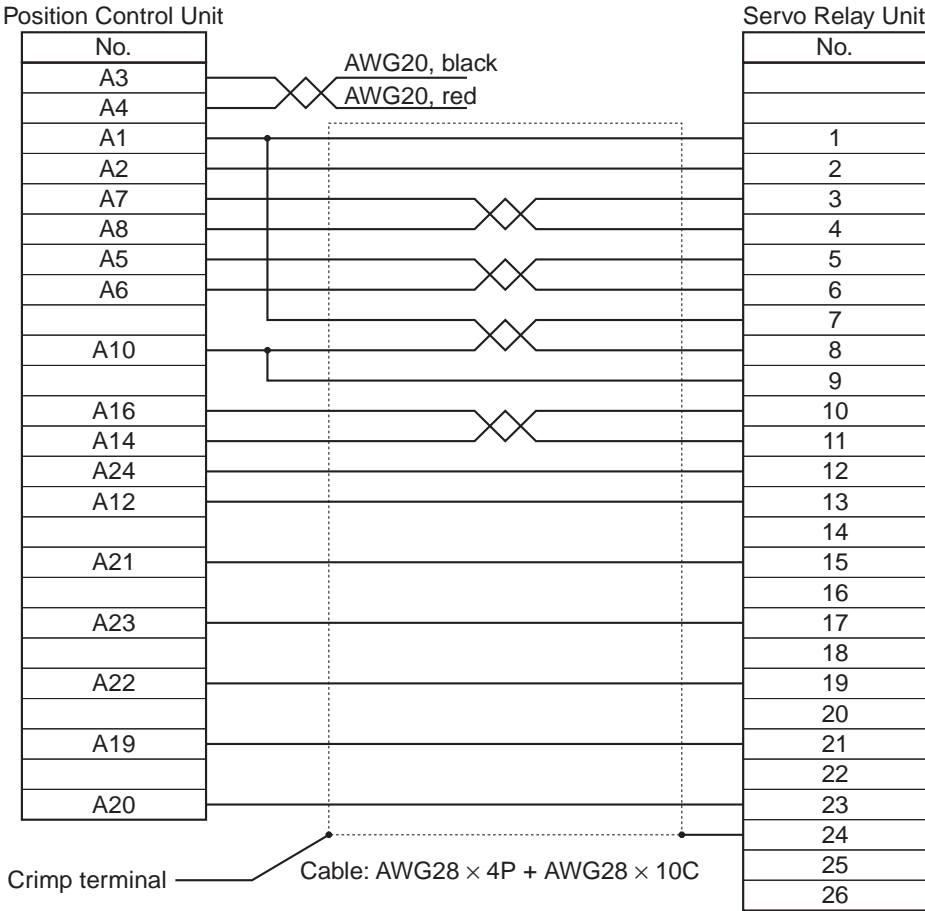 Position Control Unit
Servo Relay Unit
No.
No.
A3
AWG20, black
A4
AWG20, red
A1
1
A2
2
A7
3
A8
4
A5
5
A6
6
7
A10
8
9
A16
10
A14
11
A24
12
A12
13
14
A21
15
16
A23
17
18
A22
19
20
A19
21
22
A20
23
24
Crimp terminal
Cable: AWG28 × 4P + AWG28 × 10C
25
26